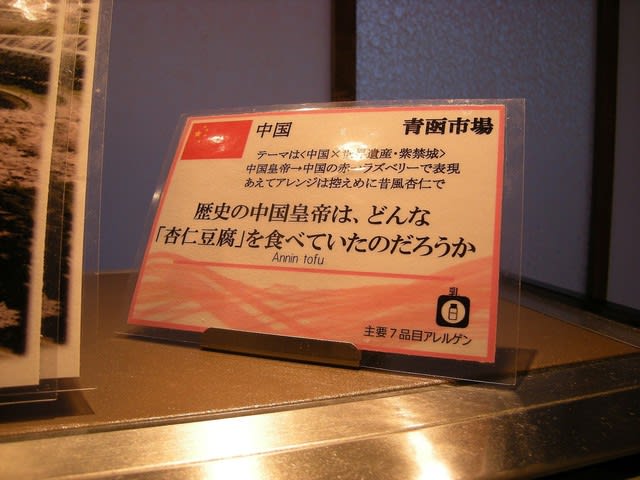 中国
青函市場
テーマは<中国×世界遺産・紫禁城>
中国皇帝→中国の赤→ラズベリーで表現
あえてアレンジは控えめに昔風杏仁で
歴史の中国皇帝は、どんな
「杏仁豆腐」を食べていたのだろうか
Annin tofu
乳
主要7品目アレルゲン